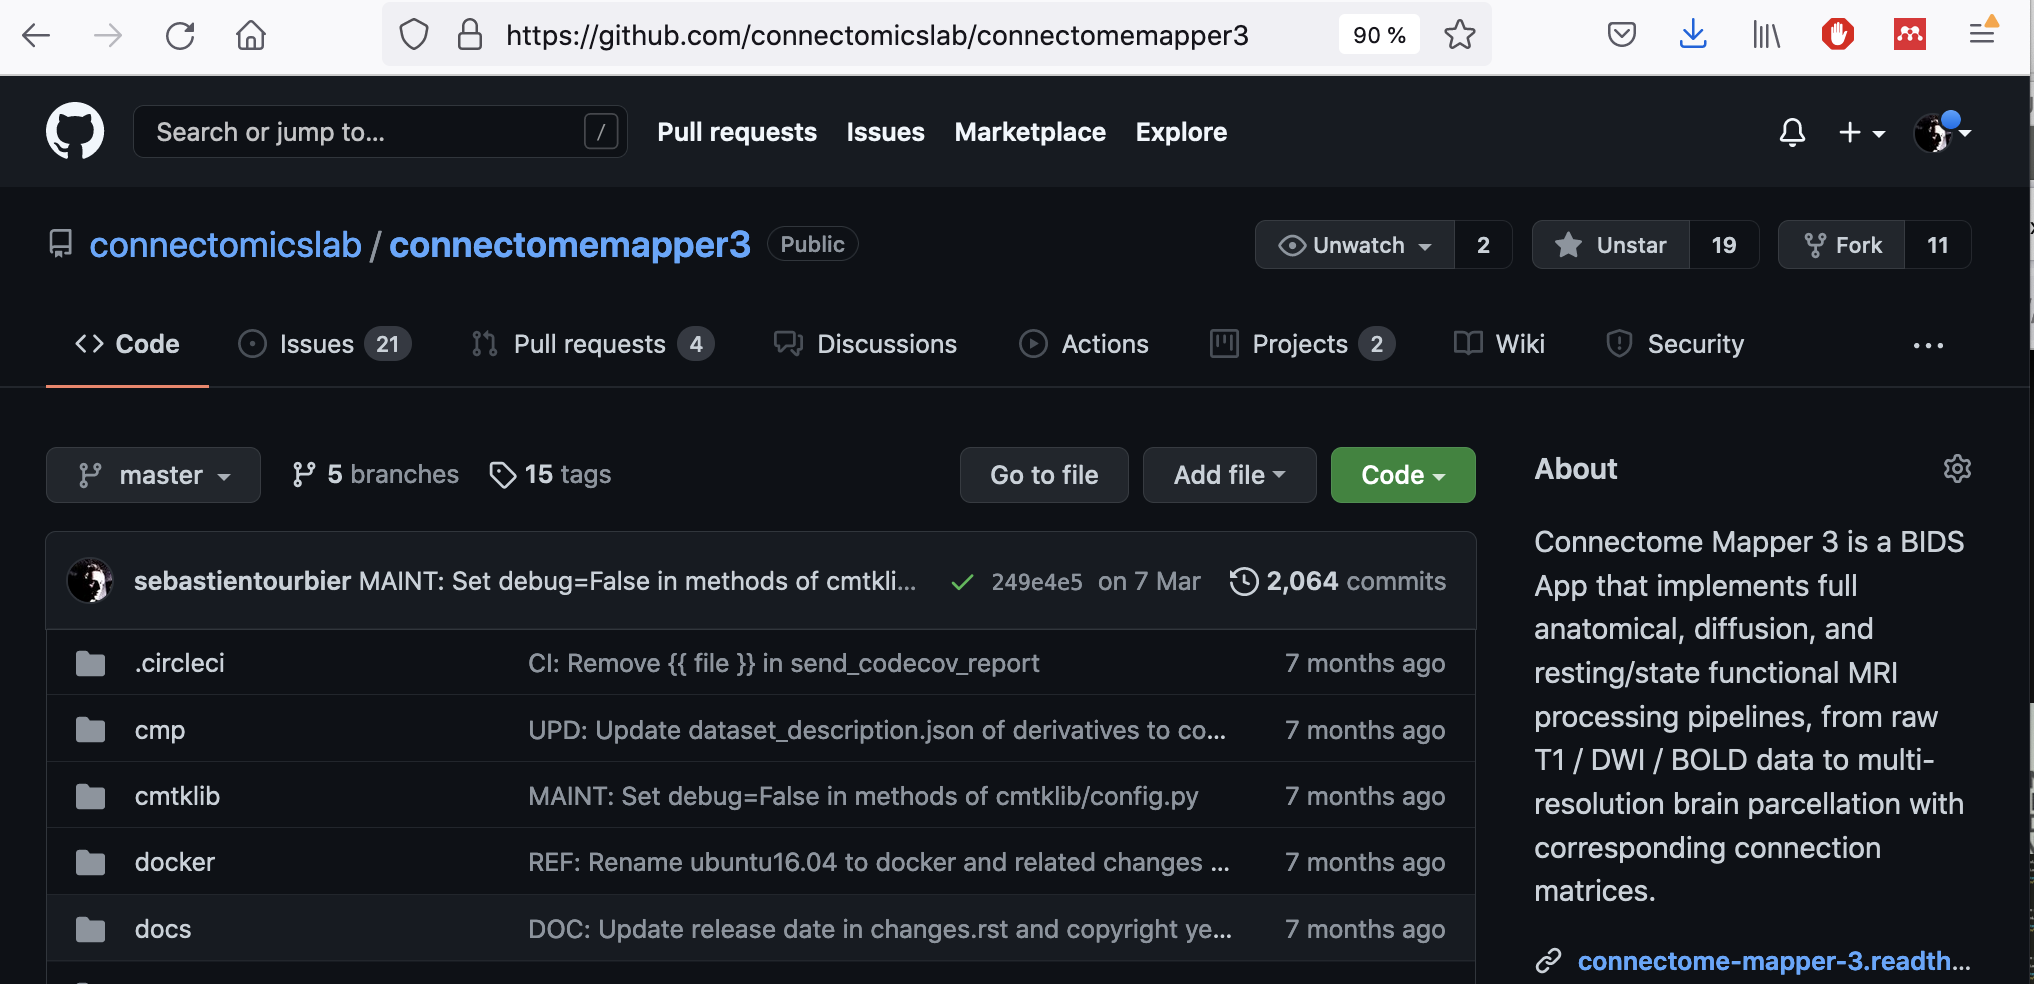 https://github.com/connectomicslab/connectomemapper3 90 %
Search or jump to... / Pull requests Issues Marketplace Explore
connectomicslab / connectomemapper3 Public Unwatch 2 Unstar 19 Fork 11
Code Issues 21 Pull requests 4 Discussions Actions Projects 2 Wiki Security ...
master 5 branches 15 tags Go to file Add file Code
sebastientourbier MAINT: Set debug=False in methods of cmtkli... 249e4e5 on 7 Mar 2,064 commits
.circleci CI: Remove {{ file }} in send_codecov_report 7 months ago
cmp UPD: Update dataset_description.json of derivatives to co... 7 months ago
cmtklib MAINT: Set debug=False in methods of cmtklib/config.py 7 months ago
docker REF: Rename ubuntu16.04 to docker and related changes ... 7 months ago
docs DOC: Update release date in changes.rst and copyright ye... 7 months ago
About
Connectome Mapper 3 is a BIDS
App that implements full
anatomical, diffusion, and
resting/state functional MRI
processing pipelines, from raw
T1 / DWI / BOLD data to multi-
resolution brain parcellation with
corresponding connection
matrices.
connectome-mapper-3.readth...